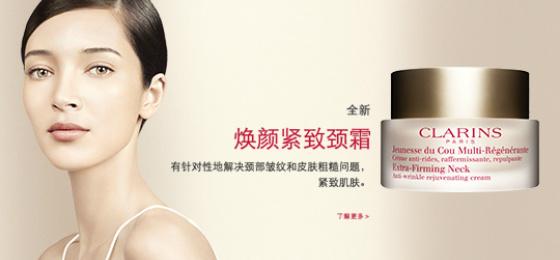 全新
焕颜紧致颈霜
有针对性地解决颈部皱纹和皮肤粗糙问题，
紧致肌肤。
了解更多>
CLARINS
PARIS
Jeunesse du Cou Multi-Régénérante
Crème anti-rides, raffermissante, repulpante
Extra-Firming Neck
Anti-wrinkle rejuvenating cream